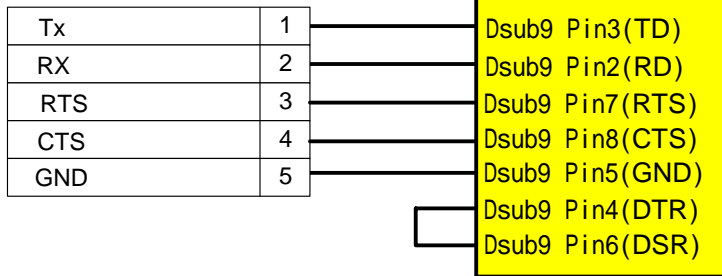 Tx 1 Dsub9 Pin3(TD)
RX 2 Dsub9 Pin2(RD)
RTS 3 Dsub9 Pin7(RTS)
CTS 4 Dsub9 Pin8(CTS)
GND 5 Dsub9 Pin5(GND)
Dsub9 Pin4(DTR)
Dsub9 Pin6(DSR)